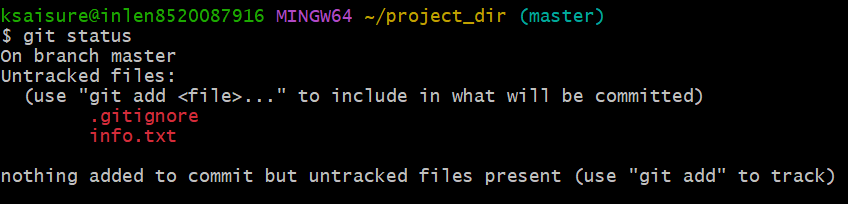 ksaisure@inlen8520087916 MINGW64 ~/project_dir (master)
$ git status
On branch master
Untracked files:
  (use "git add <file>..." to include in what will be committed)
        .gitignore
        info.txt

nothing added to commit but untracked files present (use "git add" to track)